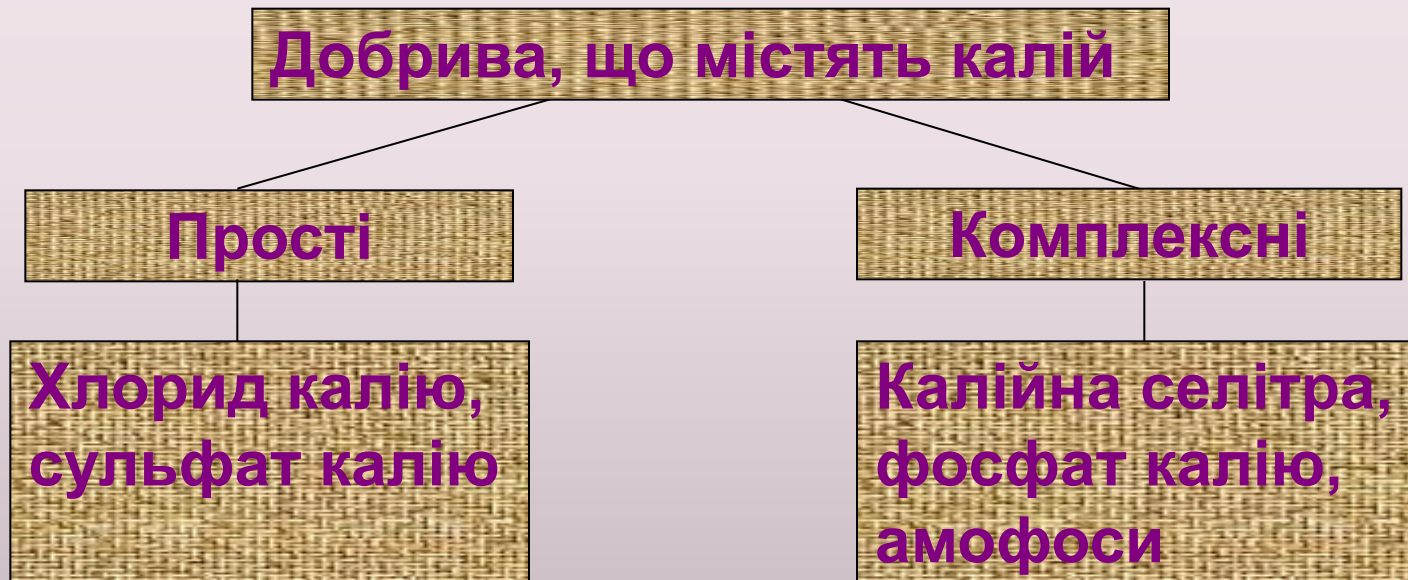 Добрива, що містять калій
Прості
Комплексні
Хлорид калію,
сульфат калію
Калійна селітра,
фосфат калію,
амофоси